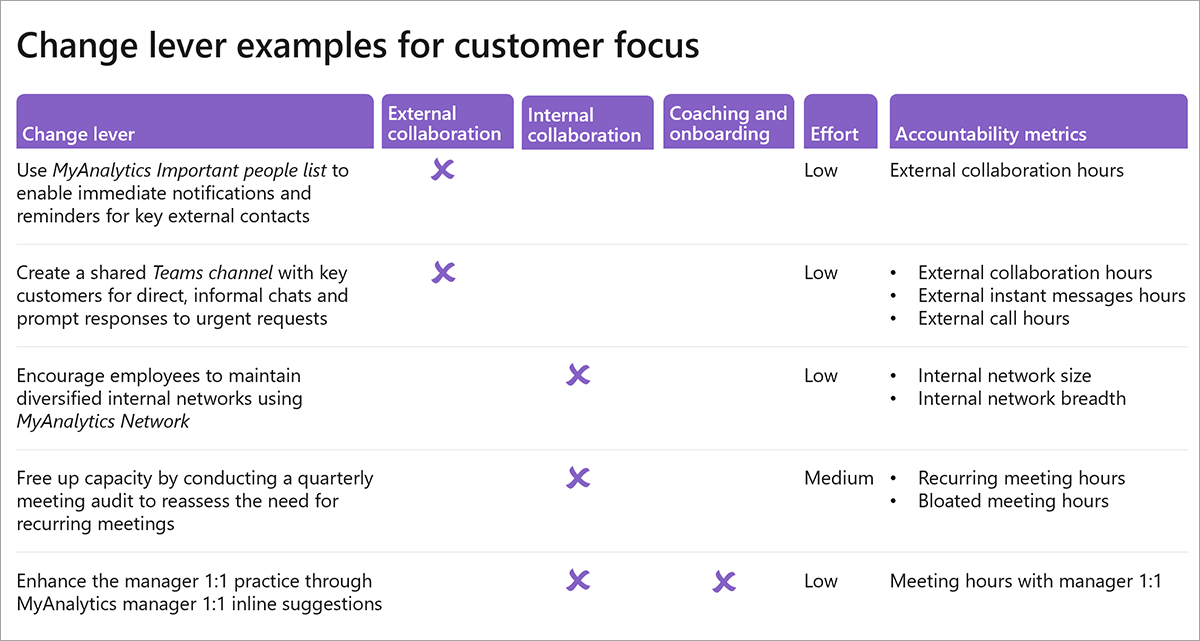 Change lever examples for customer focus
Change lever
External
collaboration
Internal
collaboration
Coaching and
onboarding
Effort
Accountability metrics
Use MyAnalytics Important people list to
enable immediate notifications and
reminders for key external contacts
Low
External collaboration hours
Create a shared Teams channel with key
customers for direct, informal chats and
prompt responses to urgent requests
Low
• External collaboration hours
• External instant messages hours
• External call hours
Encourage employees to maintain
diversified internal networks using
MyAnalytics Network
Low
• Internal network size
• Internal network breadth
Free up capacity by conducting a quarterly
meeting audit to reassess the need for
recurring meetings
Medium
• Recurring meeting hours
• Bloated meeting hours
Enhance the manager 1:1 practice through
MyAnalytics manager 1:1 inline suggestions
Low
Meeting hours with manager 1:1